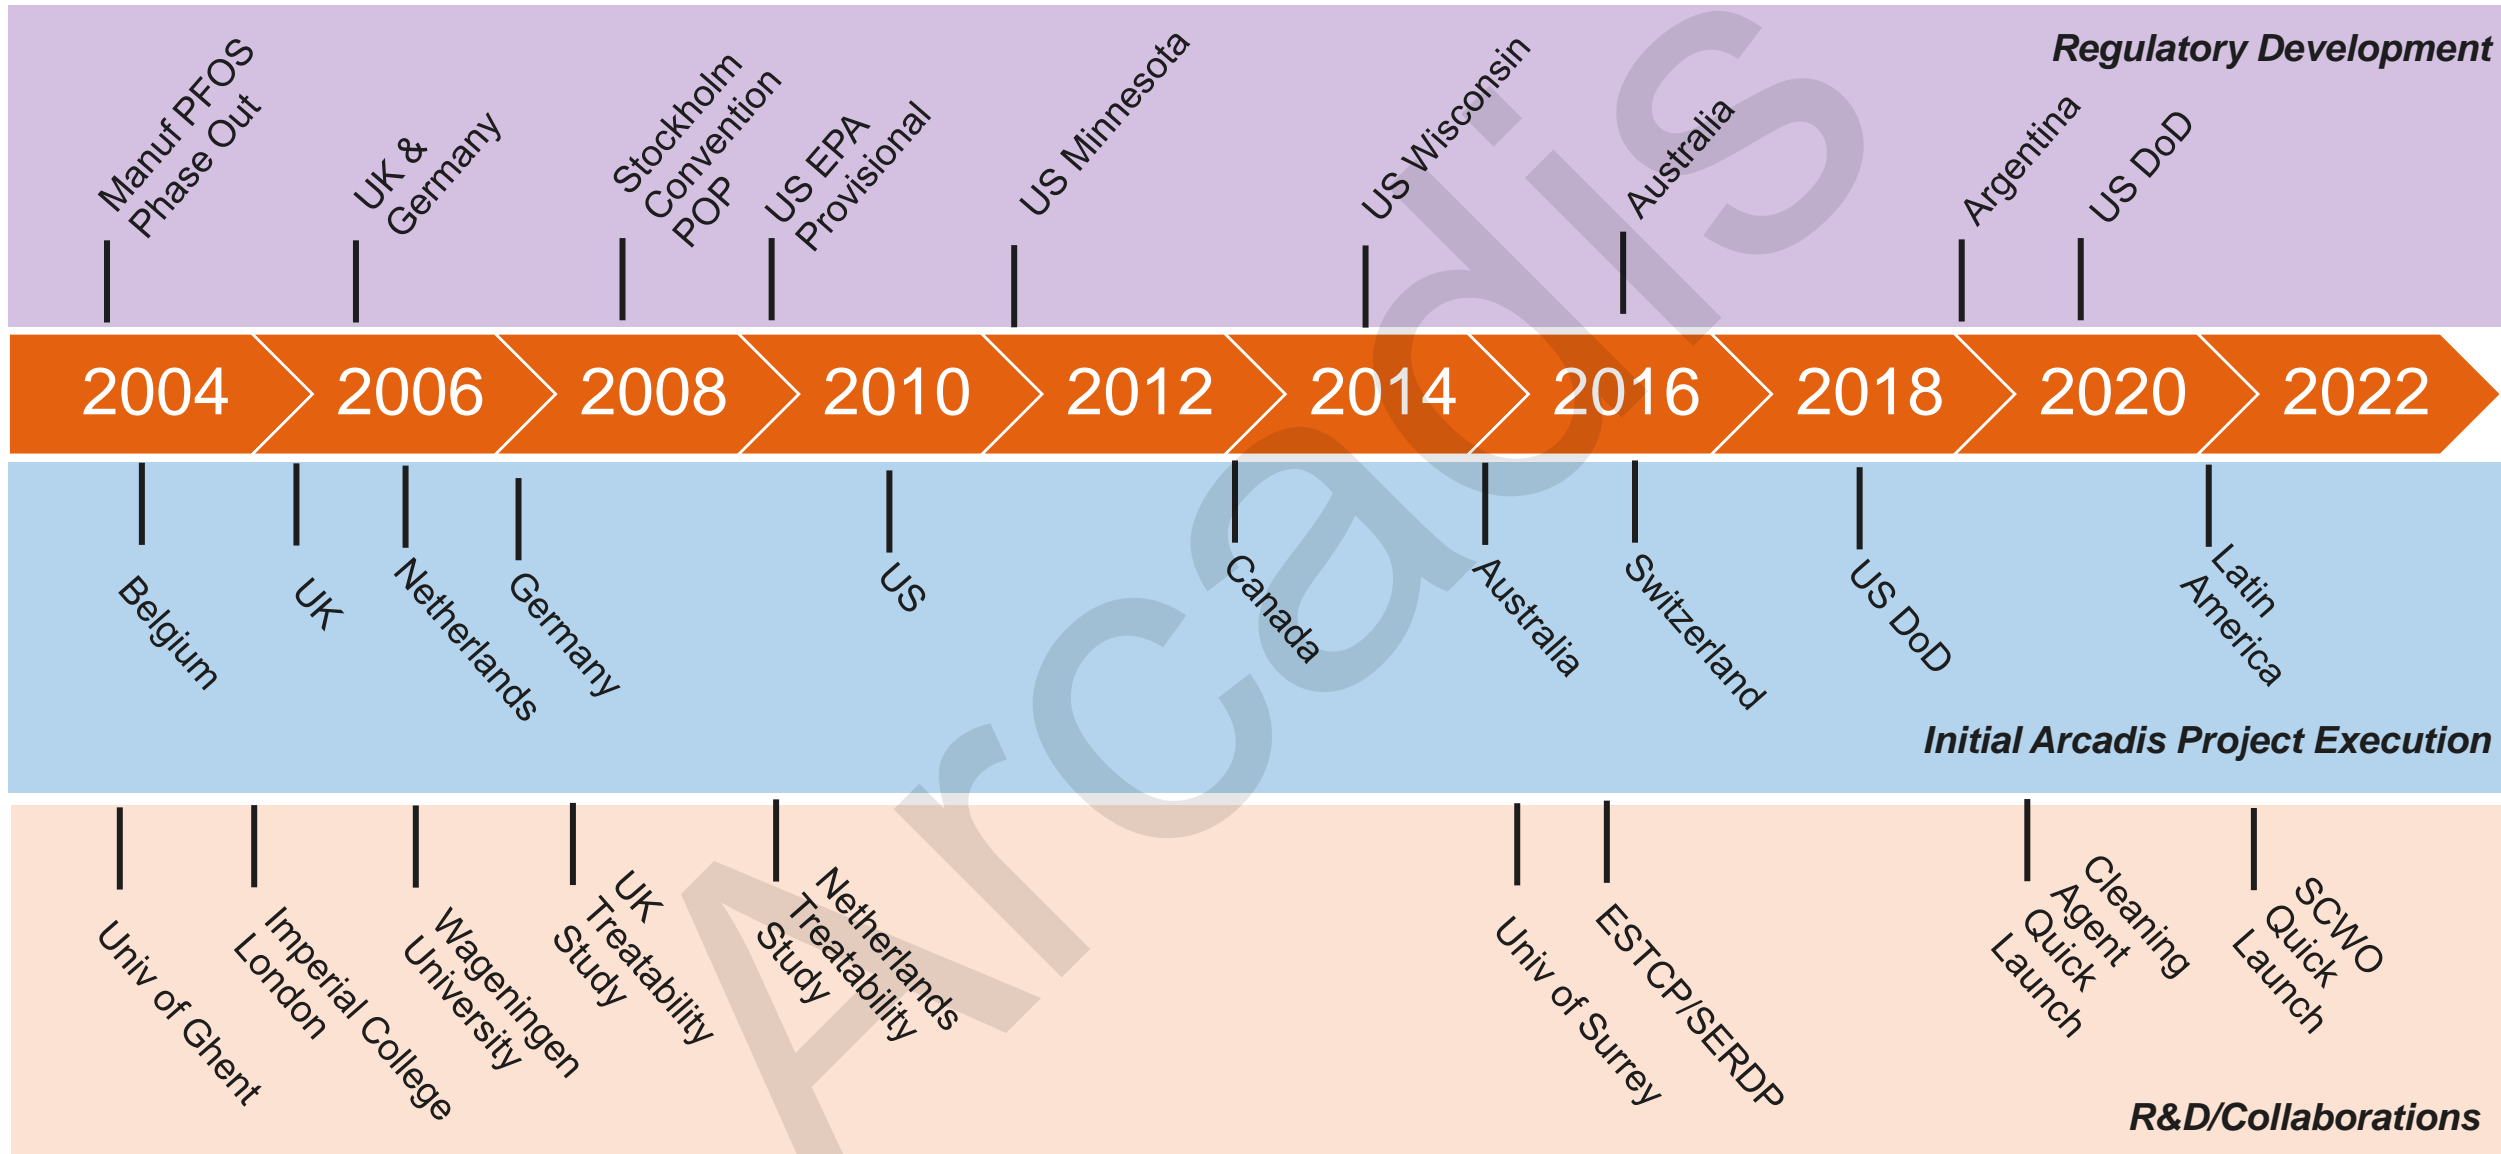 Regulatory Development
Manuf PFOS
Phase Out
UK &
Germany
Stockholm
Convention
POP
US EPA
Provisional
US Minnesota
US Wisconsin
Australia
Argentina
US DoD
2004
2006
2008
2010
2012
2014
2016
2018
2020
2022
Belgium
UK
Netherlands
Germany
US
Canada
Australia
Switzerland
US DoD
Latin
America
Initial Arcadis Project Execution
Univ of Ghent
Imperial College
London
Wageningen
University
UK
Treatability
Study
Netherlands
Treatability
Study
Univ of Surrey
ESTCP/SERDP
Cleaning
Agent
Quick
Launch
SCWO
Quick
Launch
R&D/Collaborations
Arcadis